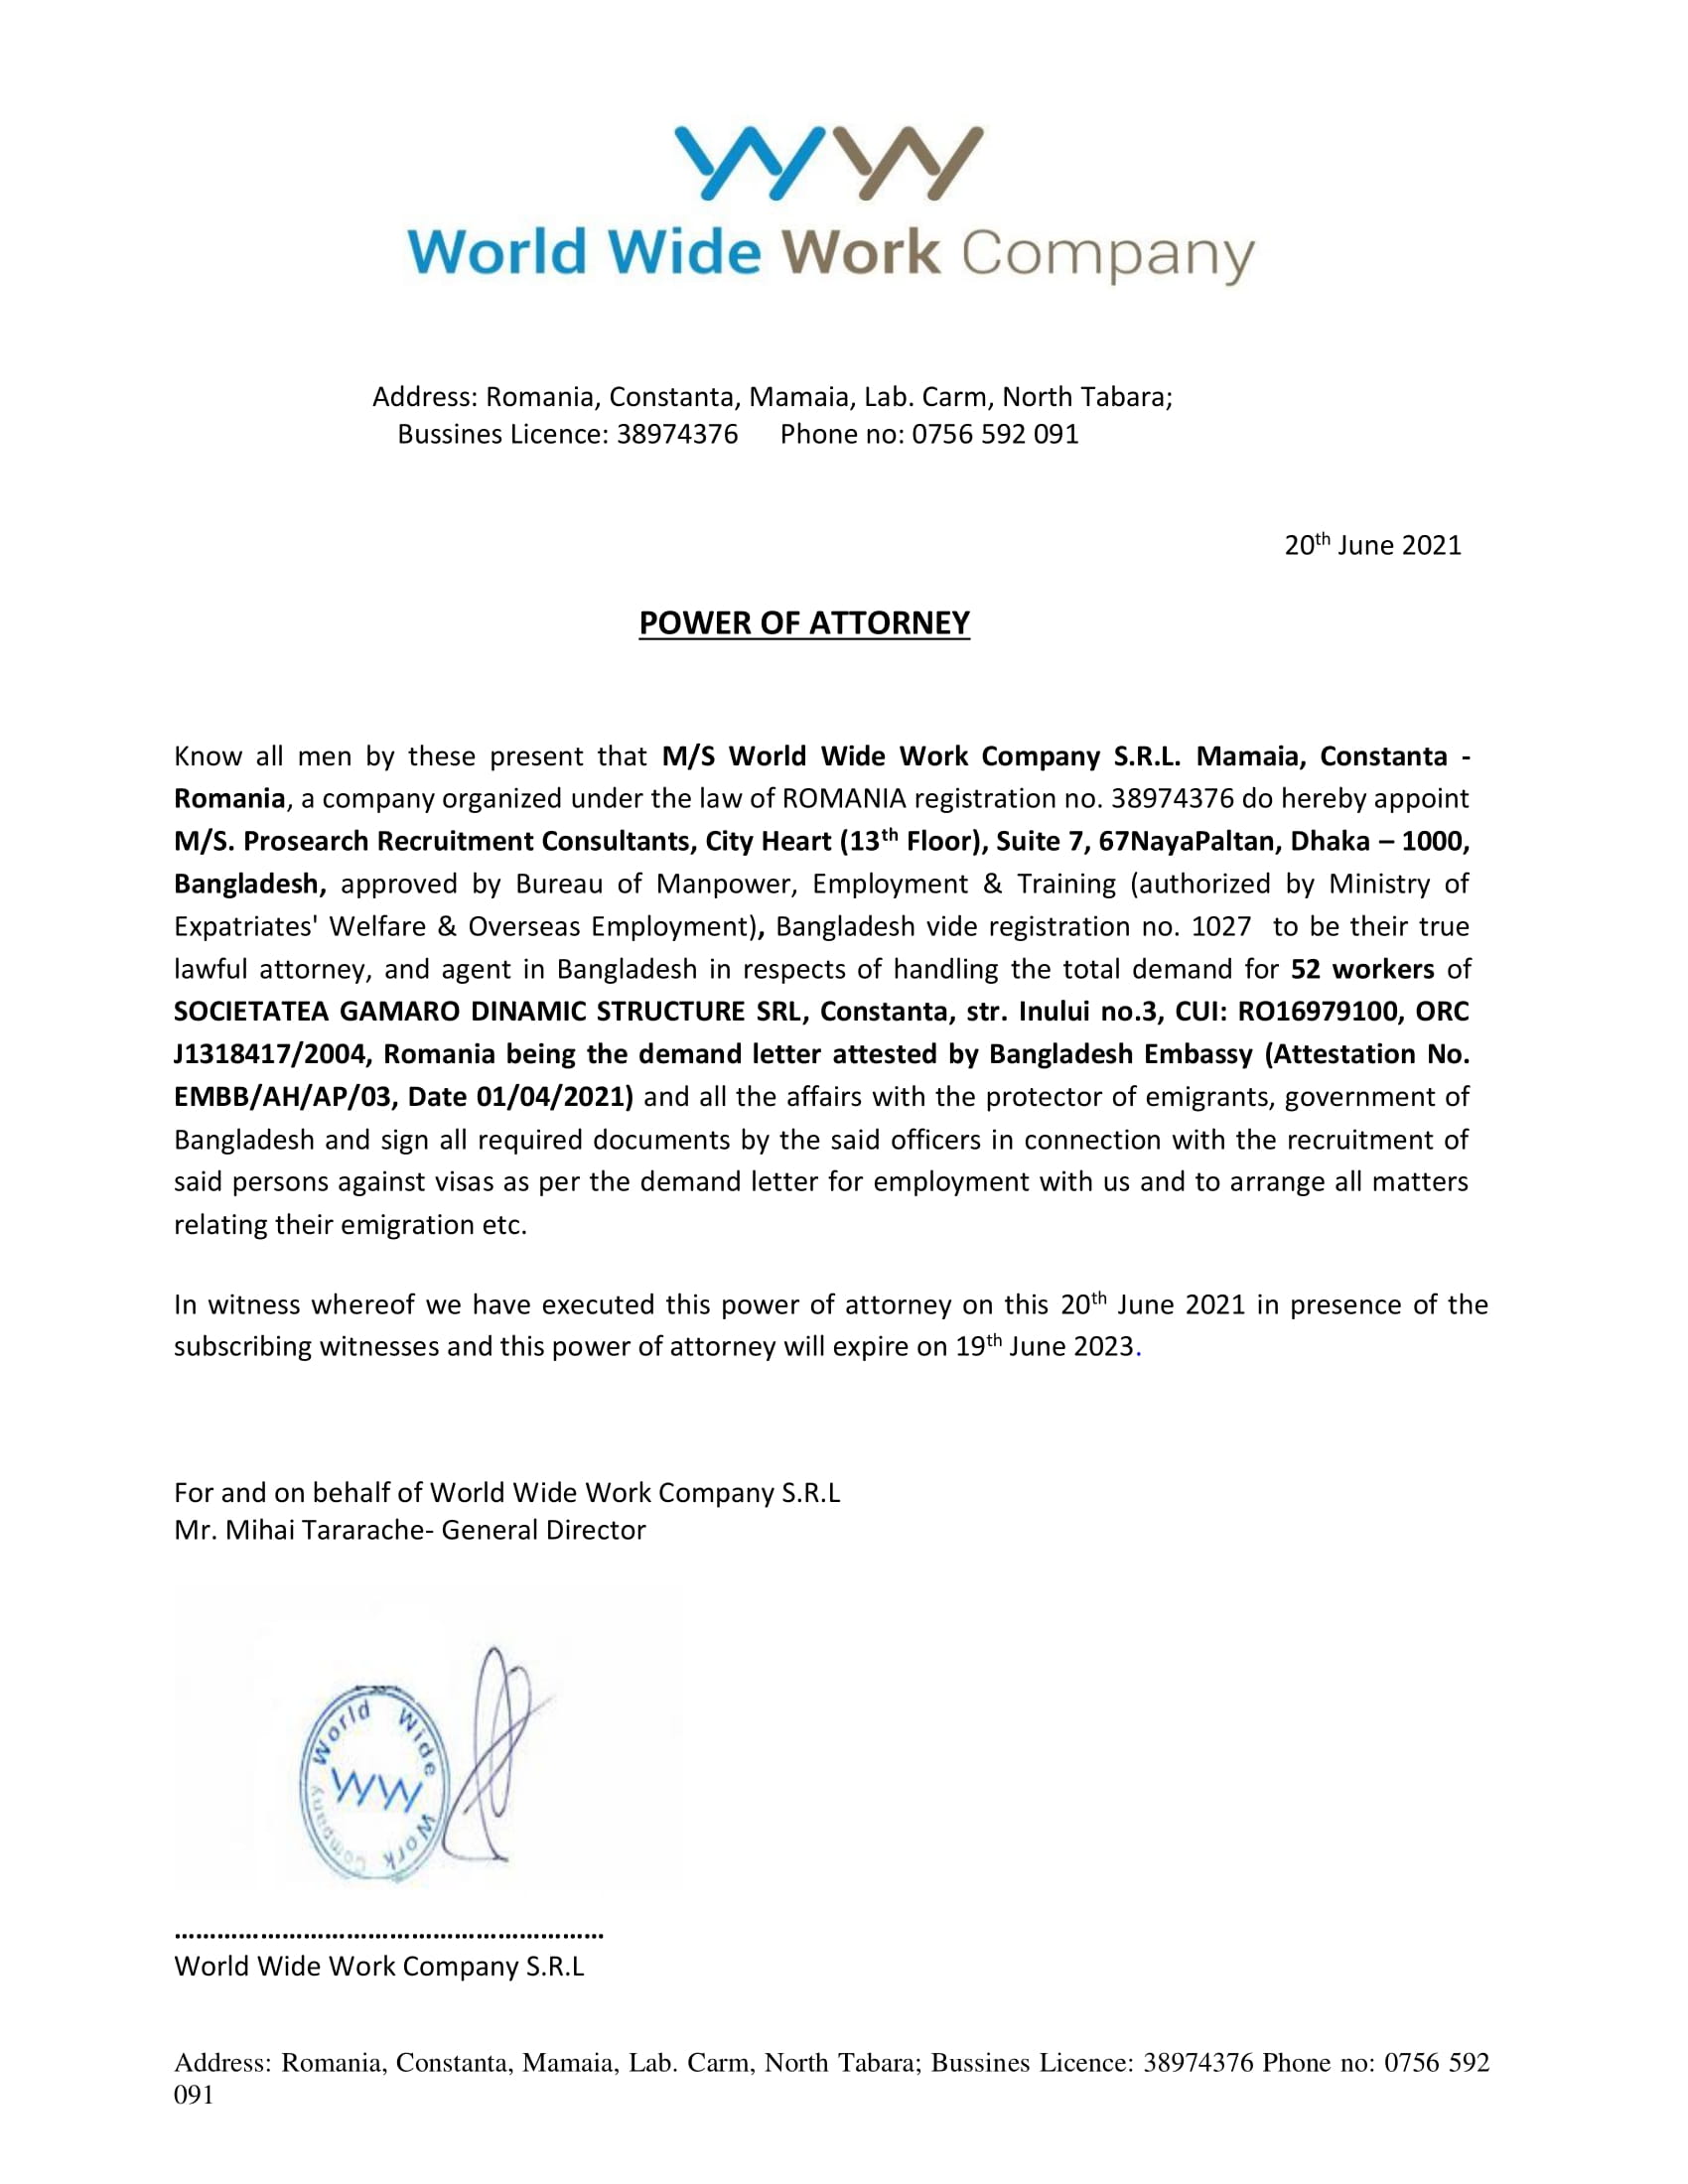 World Wide Work Company
Address: Romania, Constanta, Mamaia, Lab. Carm, North Tabara;
Bussines Licence: 38974376 Phone no: 0756 592 091
20th June 2021
POWER OF ATTORNEY
Know all men by these present that M/S World Wide Work Company S.R.L. Mamaia, Constanta -
Romania, a company organized under the law of ROMANIA registration no. 38974376 do hereby appoint
M/S. Prosearch Recruitment Consultants, City Heart (13th Floor), Suite 7, 67NayaPaltan, Dhaka – 1000,
Bangladesh, approved by Bureau of Manpower, Employment & Training (authorized by Ministry of
Expatriates' Welfare & Overseas Employment), Bangladesh vide registration no. 1027 to be their true
lawful attorney, and agent in Bangladesh in respects of handling the total demand for 52 workers of
SOCIETATEA GAMARO DINAMIC STRUCTURE SRL, Constanta, str. Inului no.3, CUI: RO16979100, ORC
J1318417/2004, Romania being the demand letter attested by Bangladesh Embassy (Attestation No.
EMBB/AH/AP/03, Date 01/04/2021) and all the affairs with the protector of emigrants, government of
Bangladesh and sign all required documents by the said officers in connection with the recruitment of
said persons against visas as per the demand letter for employment with us and to arrange all matters
relating their emigration etc.
In witness whereof we have executed this power of attorney on this 20th June 2021 in presence of the
subscribing witnesses and this power of attorney will expire on 19th June 2023.
For and on behalf of World Wide Work Company S.R.L
Mr. Mihai Tararache- General Director
World Wide Work Company
WW
World Wide Work Company S.R.L
Address: Romania, Constanta, Mamaia, Lab. Carm, North Tabara; Bussines Licence: 38974376 Phone no: 0756 592
091